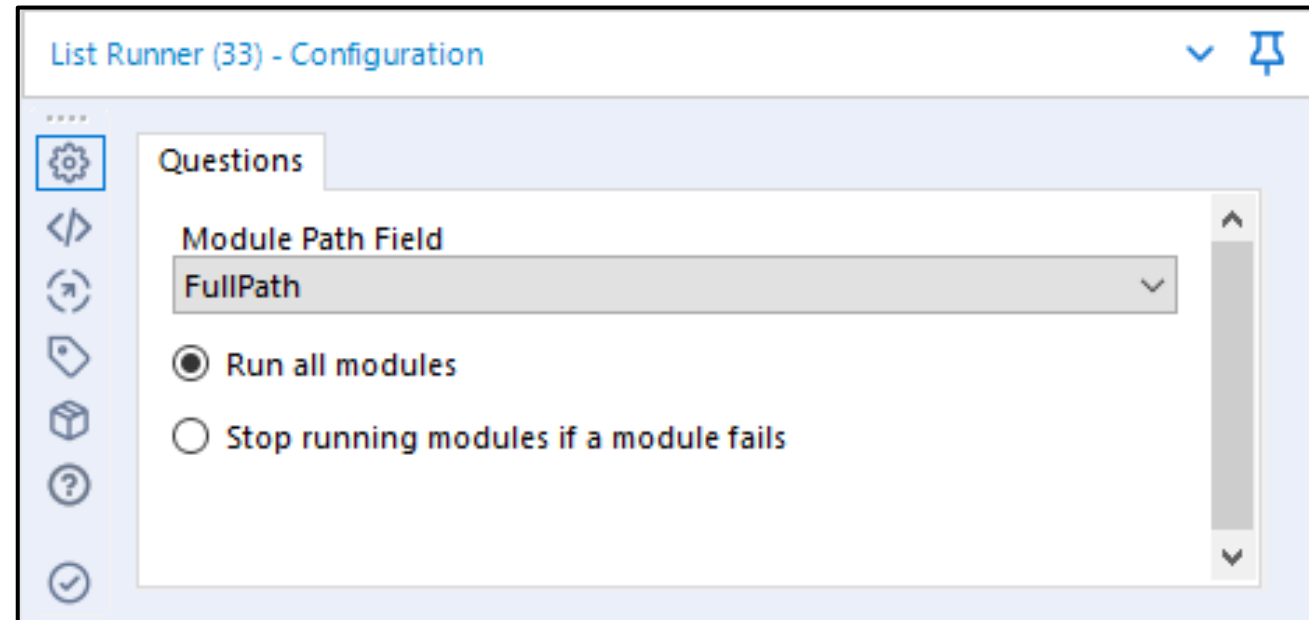 List Runner (33) - Configuration
Questions
Module Path Field
FullPath
Run all modules
Stop running modules if a module fails